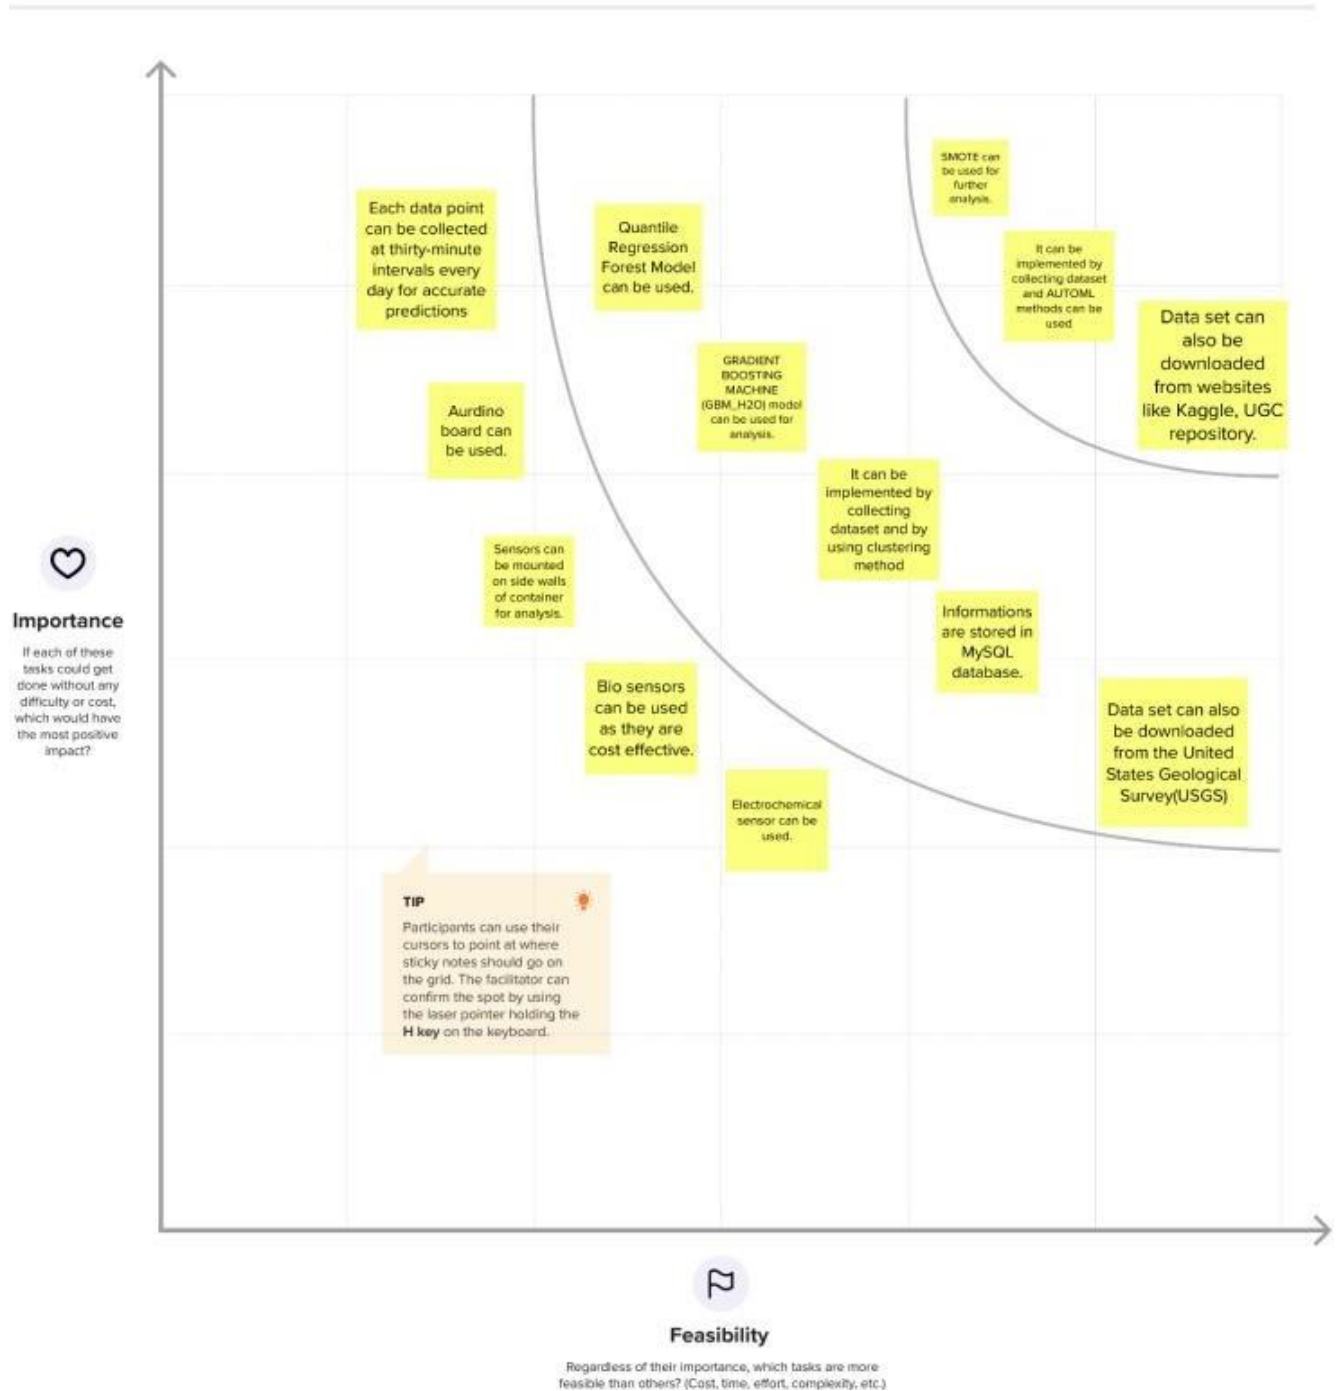 SMOTE can
be used for
further
analysis.
Each data point
can be collected
at thirty-minute
intervals every
day for accurate
predictions
Quantile
Regression
Forest Model
can be used.
It can be
implemented by
collecting dataset
and AUTOML
methods can be
used
Data set can
also be
downloaded
from websites
like Kaggle, UGC
repository.
GRADIENT
BOOSTING
MACHINE
(GBM_H2O) model
can be used for
analysis.
Aurdino
board can
be used.
It can be
implemented by
collecting
dataset and by
using clustering
method
Sensors can
be mounted
on side walls
of container
for analysis.
Informations
are stored in
MySQL
database.
Importance
If each of these
tasks could get
done without any
difficulty or cost,
which would have
the most positive
impact?
Bio sensors
can be used
as they are
cost effective.
Data set can also
be downloaded
from the United
States Geological
Survey(USGS)
Electrochemical
sensor can be
used.
TIP
Participants can use their
cursors to point at where
sticky notes should go on
the grid. The facilitator can
confirm the spot by using
the laser pointer holding the
H key on the keyboard.
Feasibility
Regardless of their importance, which tasks are more
feasible than others? (Cost, time, effort, complexity, etc.)